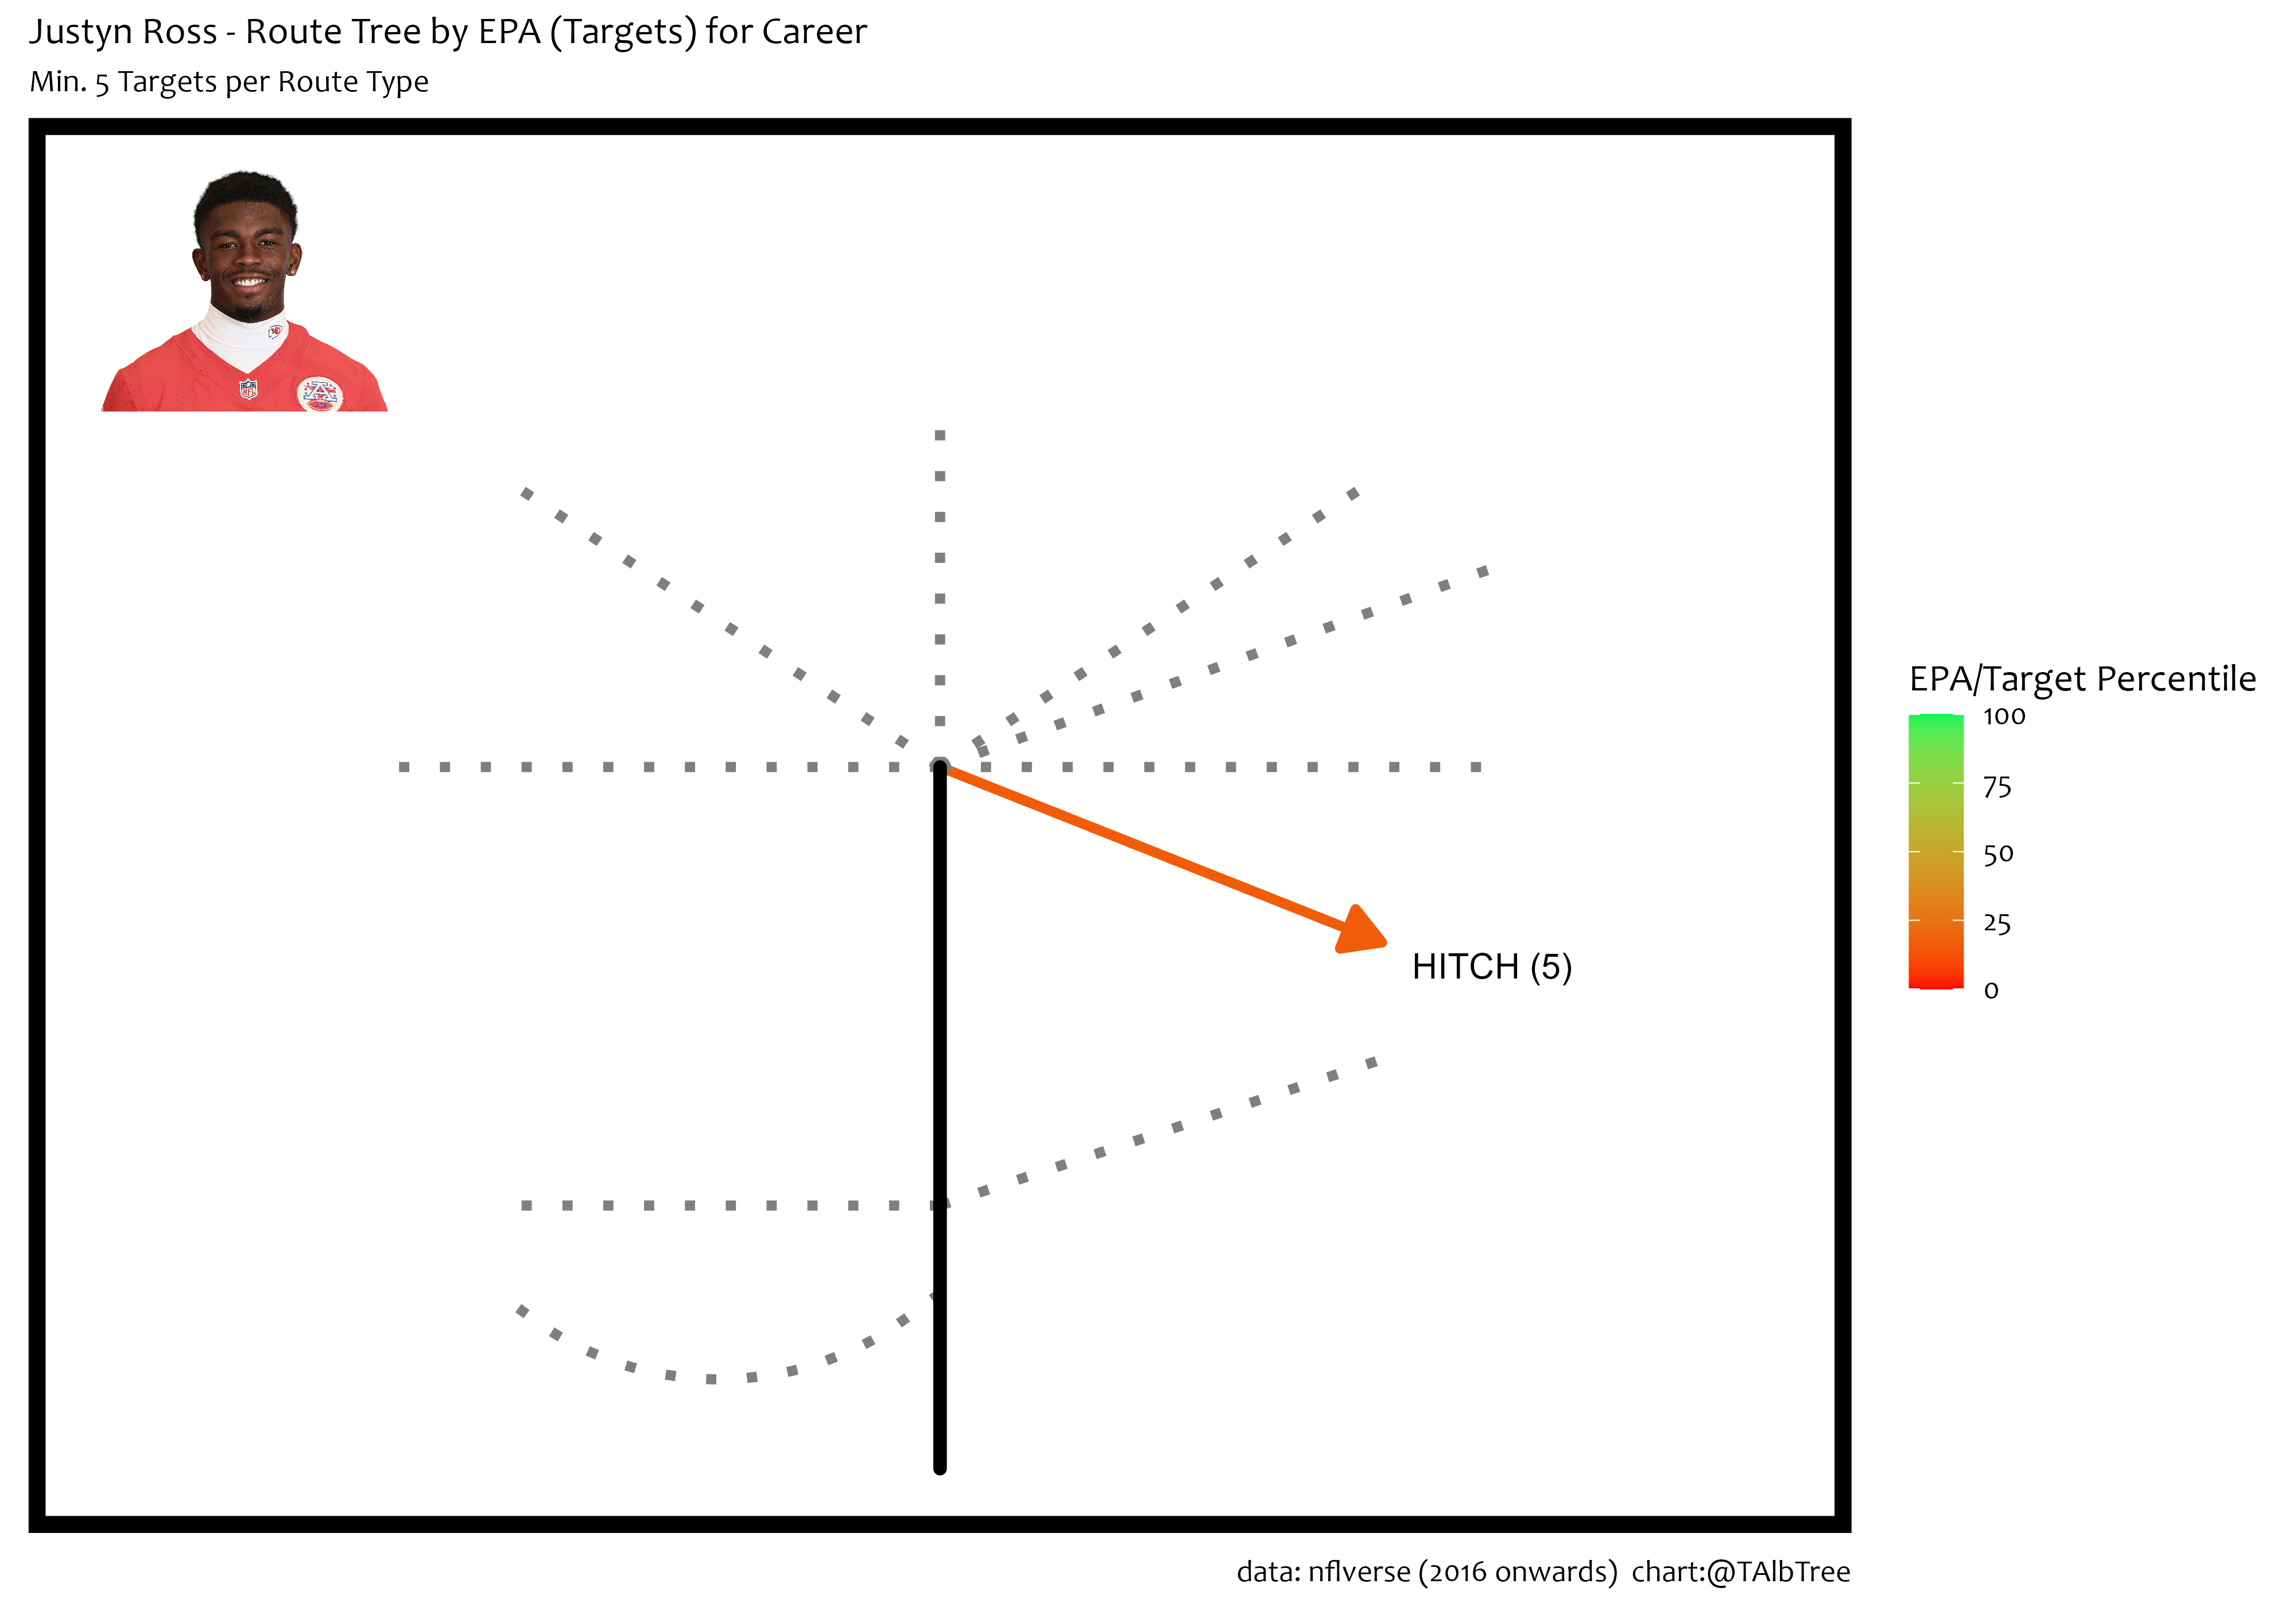 Justyn Ross - Route Tree by EPA (Targets) for Career
Min. 5 Targets per Route Type
NFL
HITCH (5)
EPA/Target Percentile
100
75
50
25
0
data: nflverse (2016 onwards)  chart:@TAlbTree